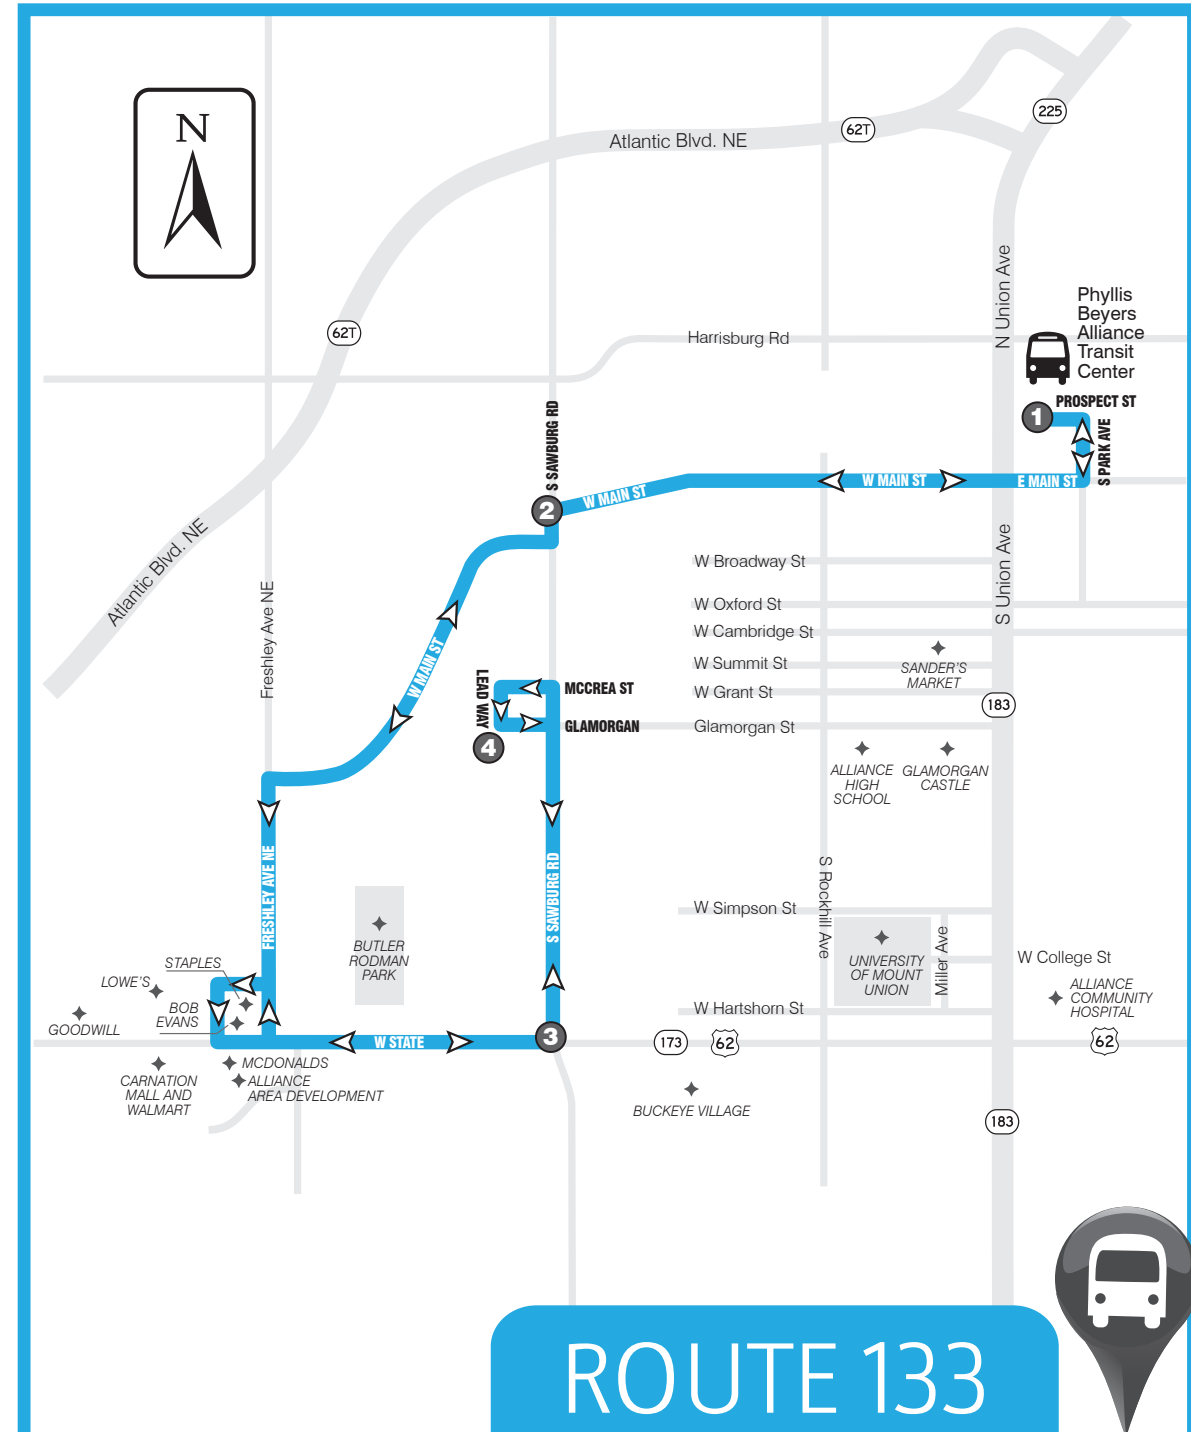 N
225
62T
Atlantic Blvd. NE
N Union Ave
Phyllis
Beyers
Alliance
Transit
Center
62T
Harrisburg Rd
1
PROSPECT ST
S PARK AVE
S SAWBURG RD
2
W MAIN ST
W MAIN ST
E MAIN ST
Atlantic Blvd. NE
Freshley Ave NE
W MAIN ST
S Union Ave
W Broadway St
W Oxford St
W Cambridge St
W Summit St
W Grant St
Glamorgan St
SANDER'S
MARKET
183
LEAD WAY
MCCREA ST
GLAMORGAN
4
ALLIANCE
HIGH
SCHOOL
GLAMORGAN
CASTLE
FRESHLEY AVE NE
S SAWBURG RD
S Rockhill Ave
W Simpson St
BUTLER
RODMAN
PARK
UNIVERSITY
OF MOUNT
UNION
Miller Ave
W College St
STAPLES
LOWE'S
BOB
EVANS
GOODWILL
W Hartshorn St
ALLIANCE
COMMUNITY
HOSPITAL
W STATE
3
173
62
62
MCDONALDS
ALLIANCE
AREA DEVELOPMENT
CARNATION
MALL AND
WALMART
BUCKEYE VILLAGE
183
ROUTE 133